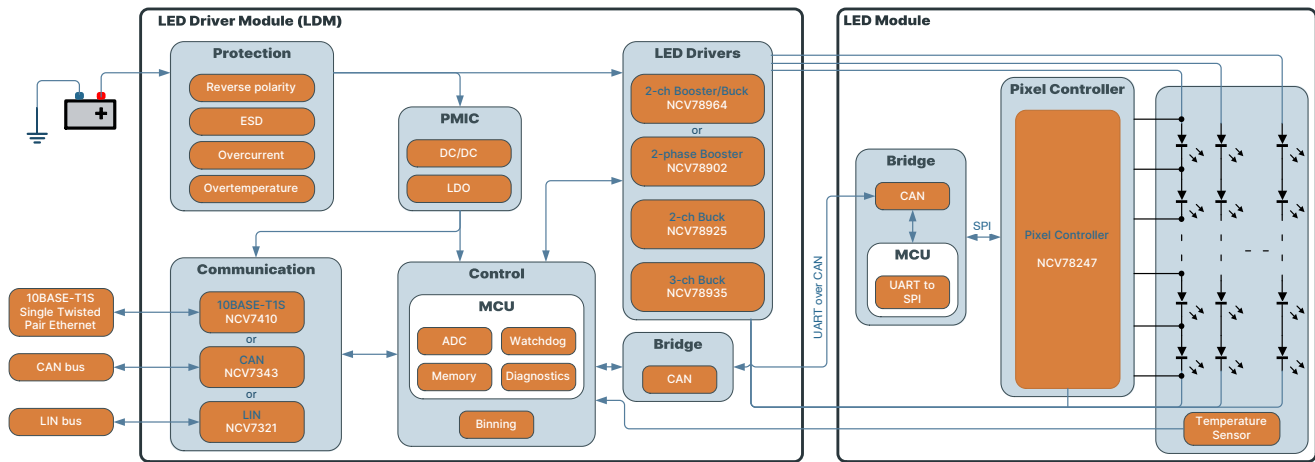 LED Driver Module (LDM)
Protection
Reverse polarity
ESD
Overcurrent
Overtemperature
+
PMIC
DC/DC
LDO
LED Drivers
2-ch Booster/Buck
NCV78964
or
2-phase Booster
NCV78902
2-ch Buck
NCV78925
3-ch Buck
NCV78935
10BASE-T1S
Single Twisted
Pair Ethernet
CAN bus
LIN bus
Communication
10BASE-T1S
NCV7410
or
CAN
NCV7343
or
LIN
NCV7321
Control
MCU
ADC
Watchdog
Memory
Diagnostics
Binning
Bridge
CAN
UART over CAN
LED Module
Bridge
CAN
MCU
UART to
SPI
SPI
Pixel Controller
Pixel Controller
NCV78247
Temperature
Sensor